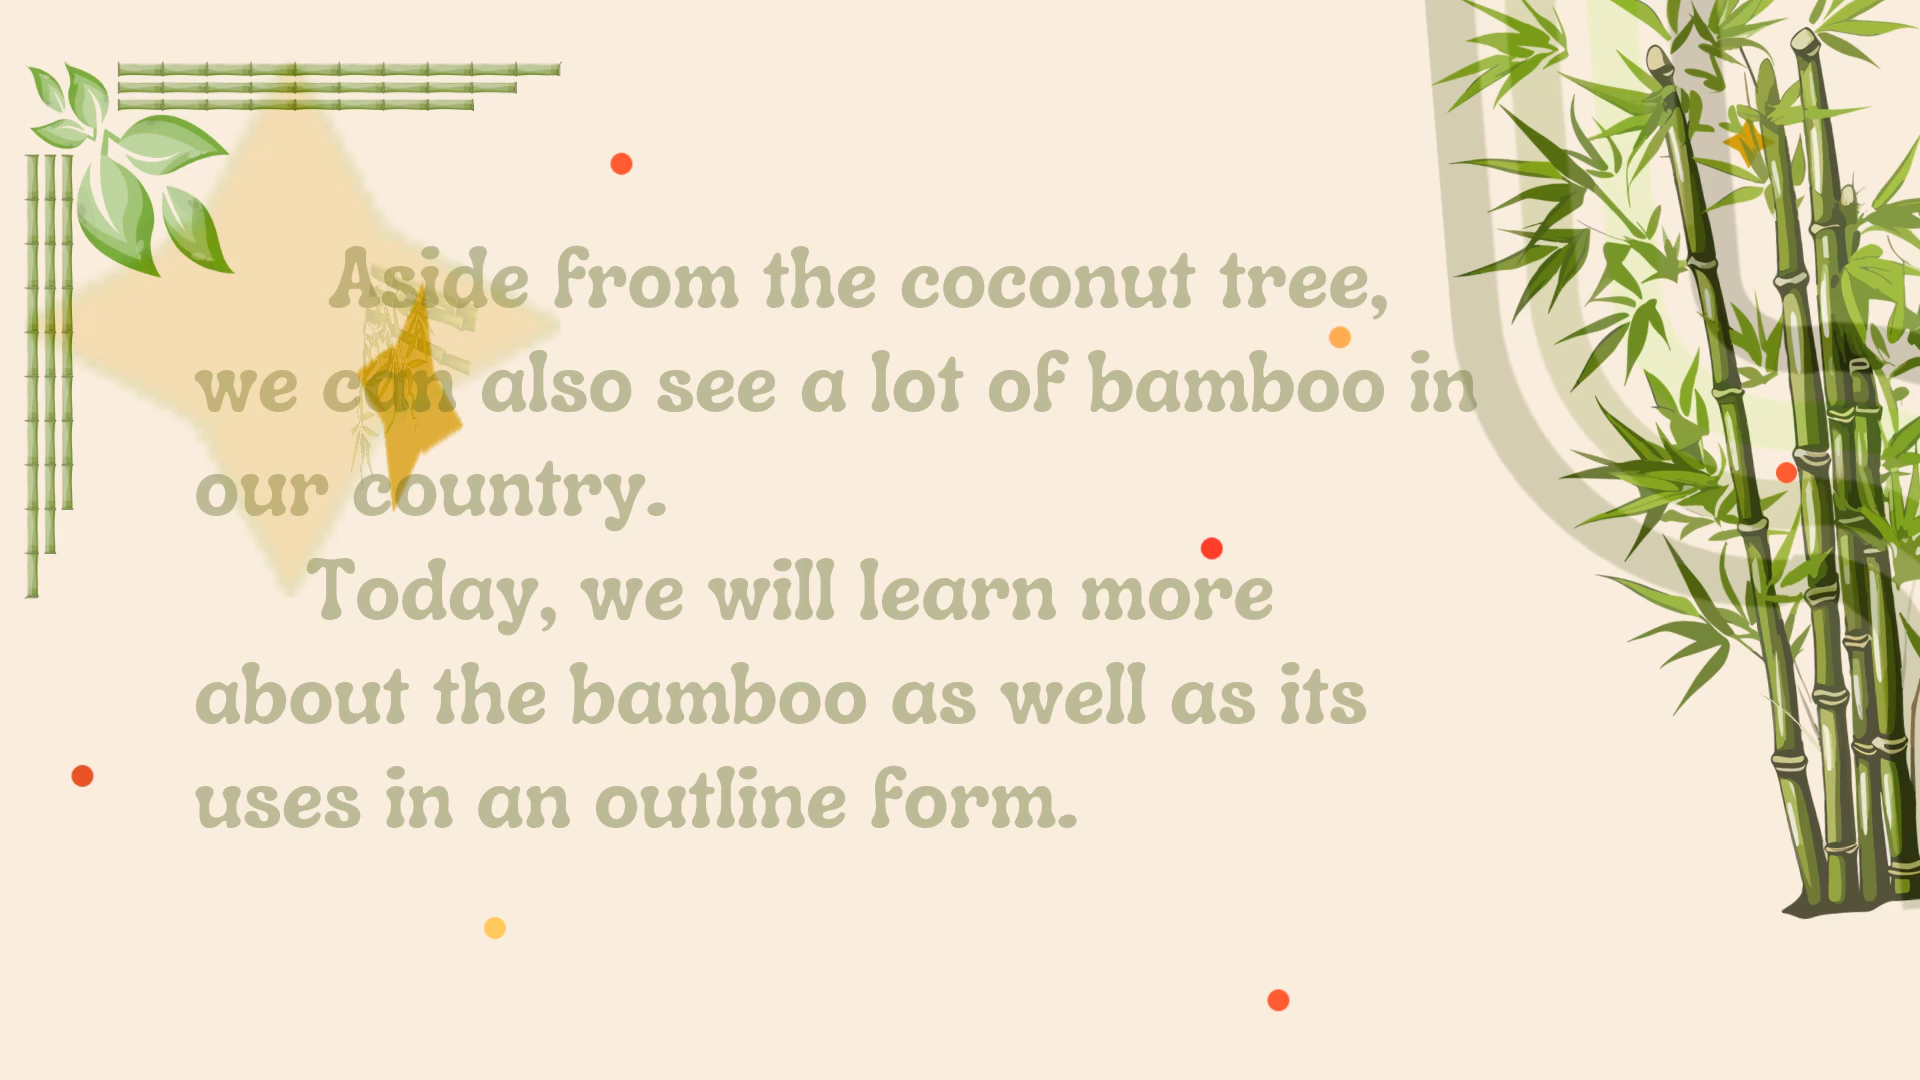 Aside from the coconut tree,
we can also see a lot of bamboo in
our country.
Today, we will learn more
about the bamboo as well as its
uses in an outline form.